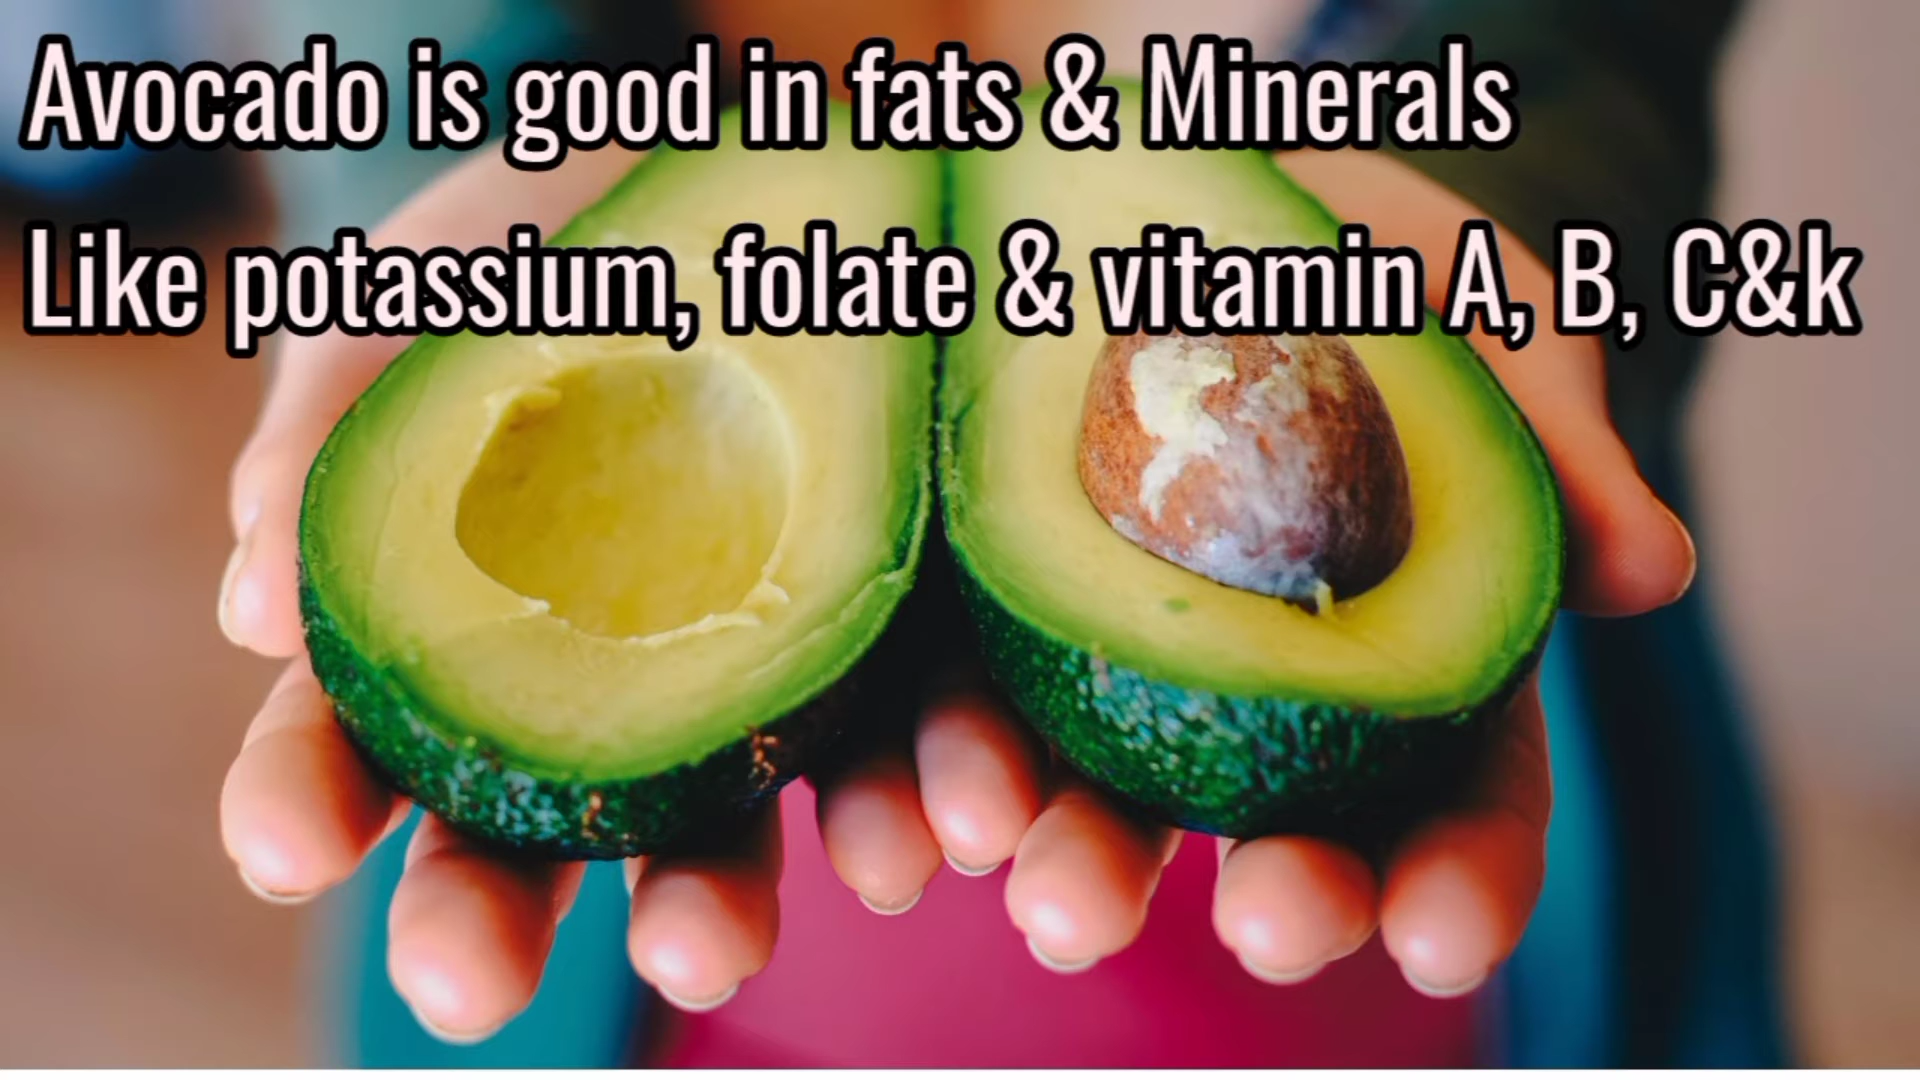 Avocado is good in fats & Minerals
Like potassium, folate & vitamin A, B, C&k